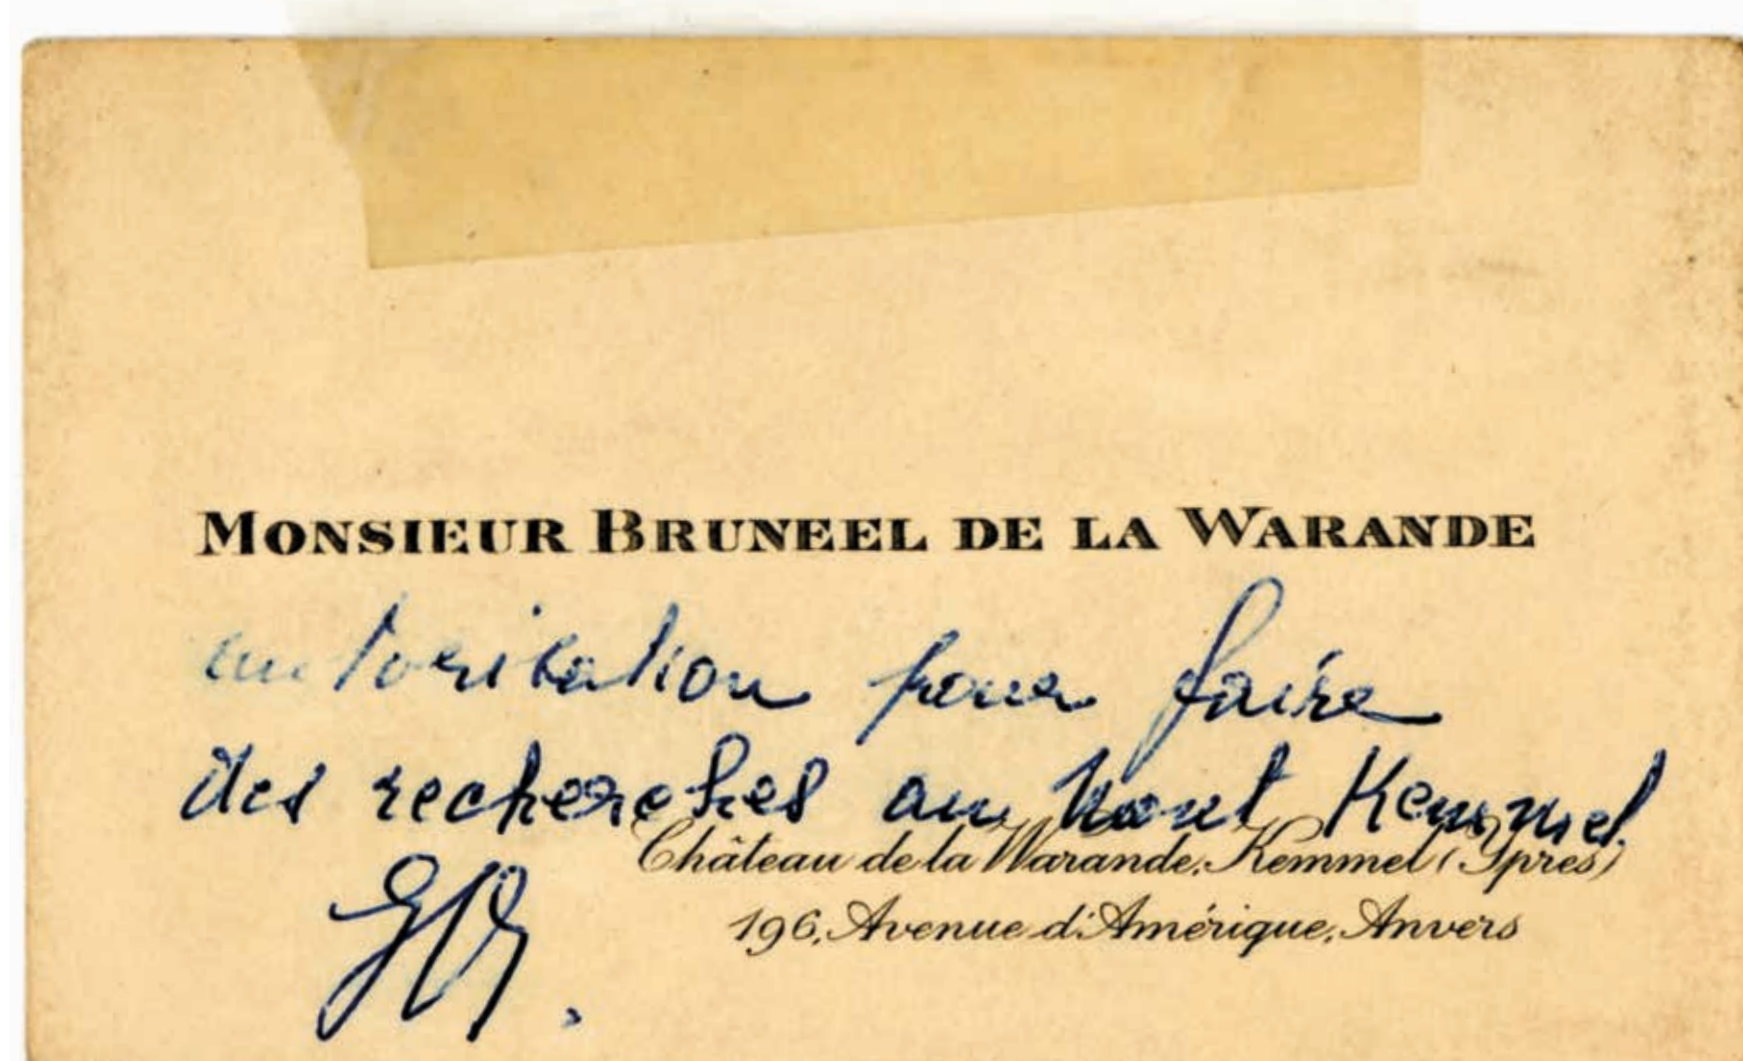 MONSIEUR BRUNEEL DE LA WARANDE
autorisation pour faire
des recherches au Mont Kemmel.
Château de la Warande, Kemmel (Ypres)
196, Avenue d'Amérique, Anvers